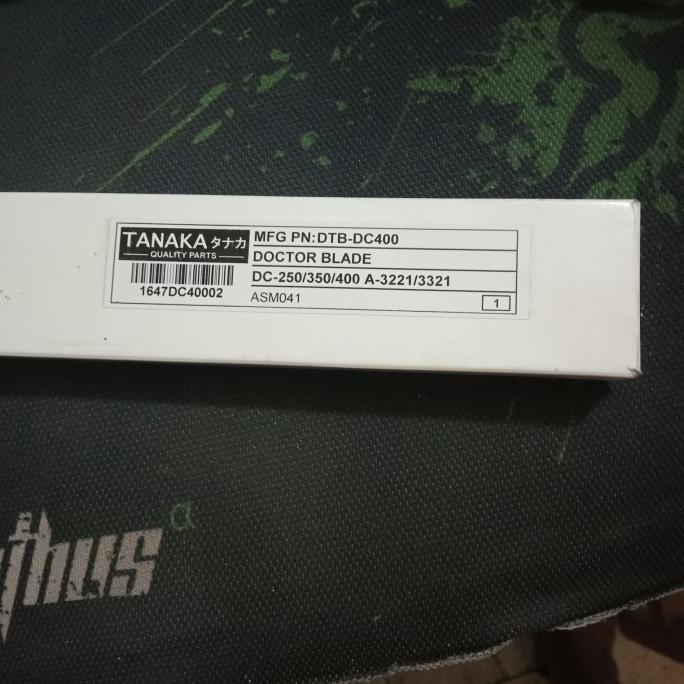 TANAKA タナカ
QUALITY PARTS
1647DC40002
MFG PN:DTB-DC400
DOCTOR BLADE
DC-250/350/400 A-3221/3321
ASM041
1
α